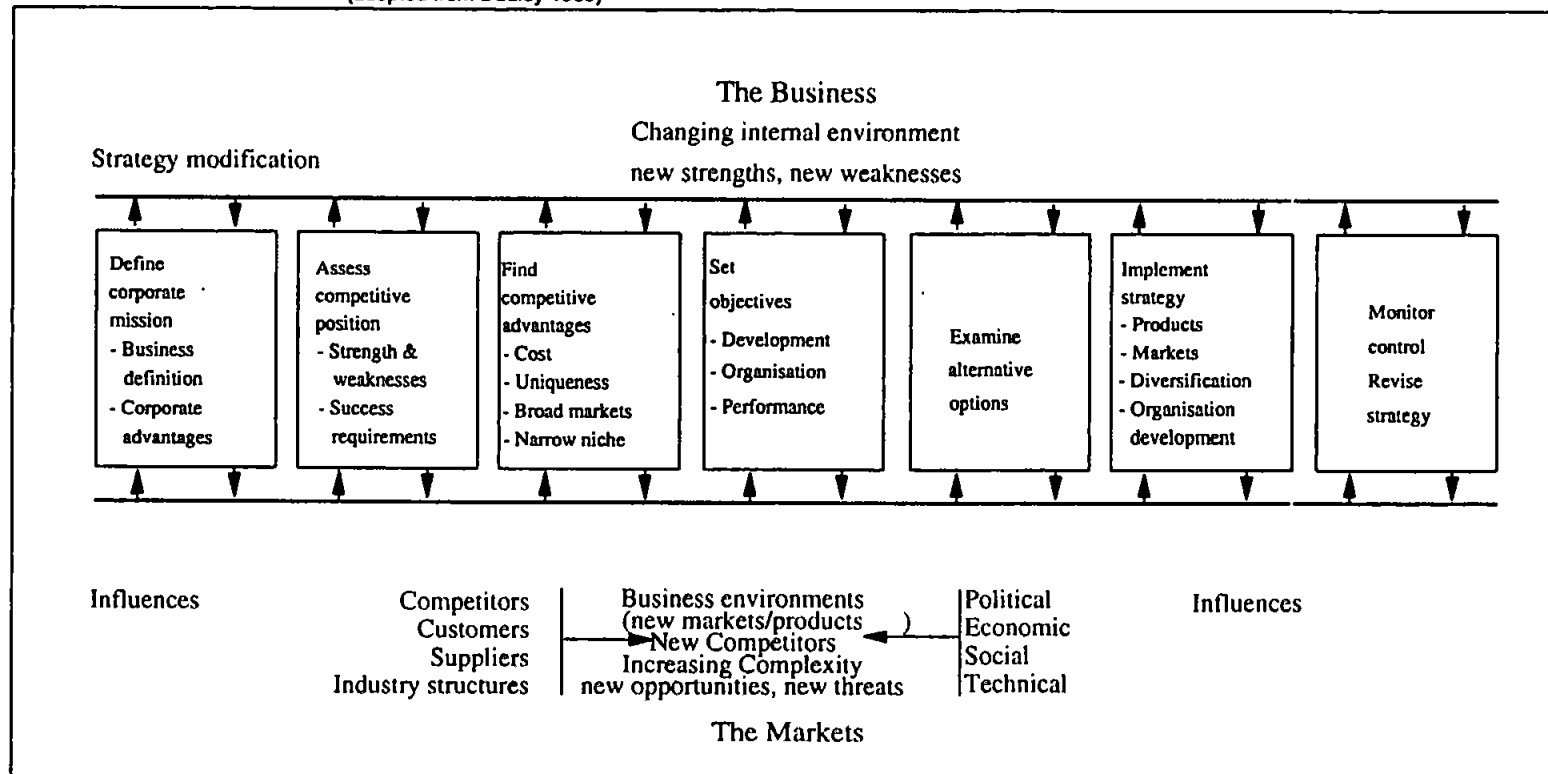 The Business
Changing internal environment
Strategy modification
new strengths, new weaknesses
Define
corporate
mission
- Business
definition
- Corporate
advantages
Assess
competitive
position
- Strength &
weaknesses
- Success
requirements
Find
competitive
advantages
- Cost
- Uniqueness
- Broad markets
- Narrow niche
Set
objectives
- Development
- Organisation
- Performance
Examine
alternative
options
Implement
strategy
- Products
- Markets
- Diversification
- Organisation
development
Monitor
control
Revise
strategy
Influences
Competitors
Customers
Suppliers
Industry structures
Business environments
(new markets/products )
New Competitors
Increasing Complexity
new opportunities, new threats
Political
Economic
Social
Technical
Influences
The Markets